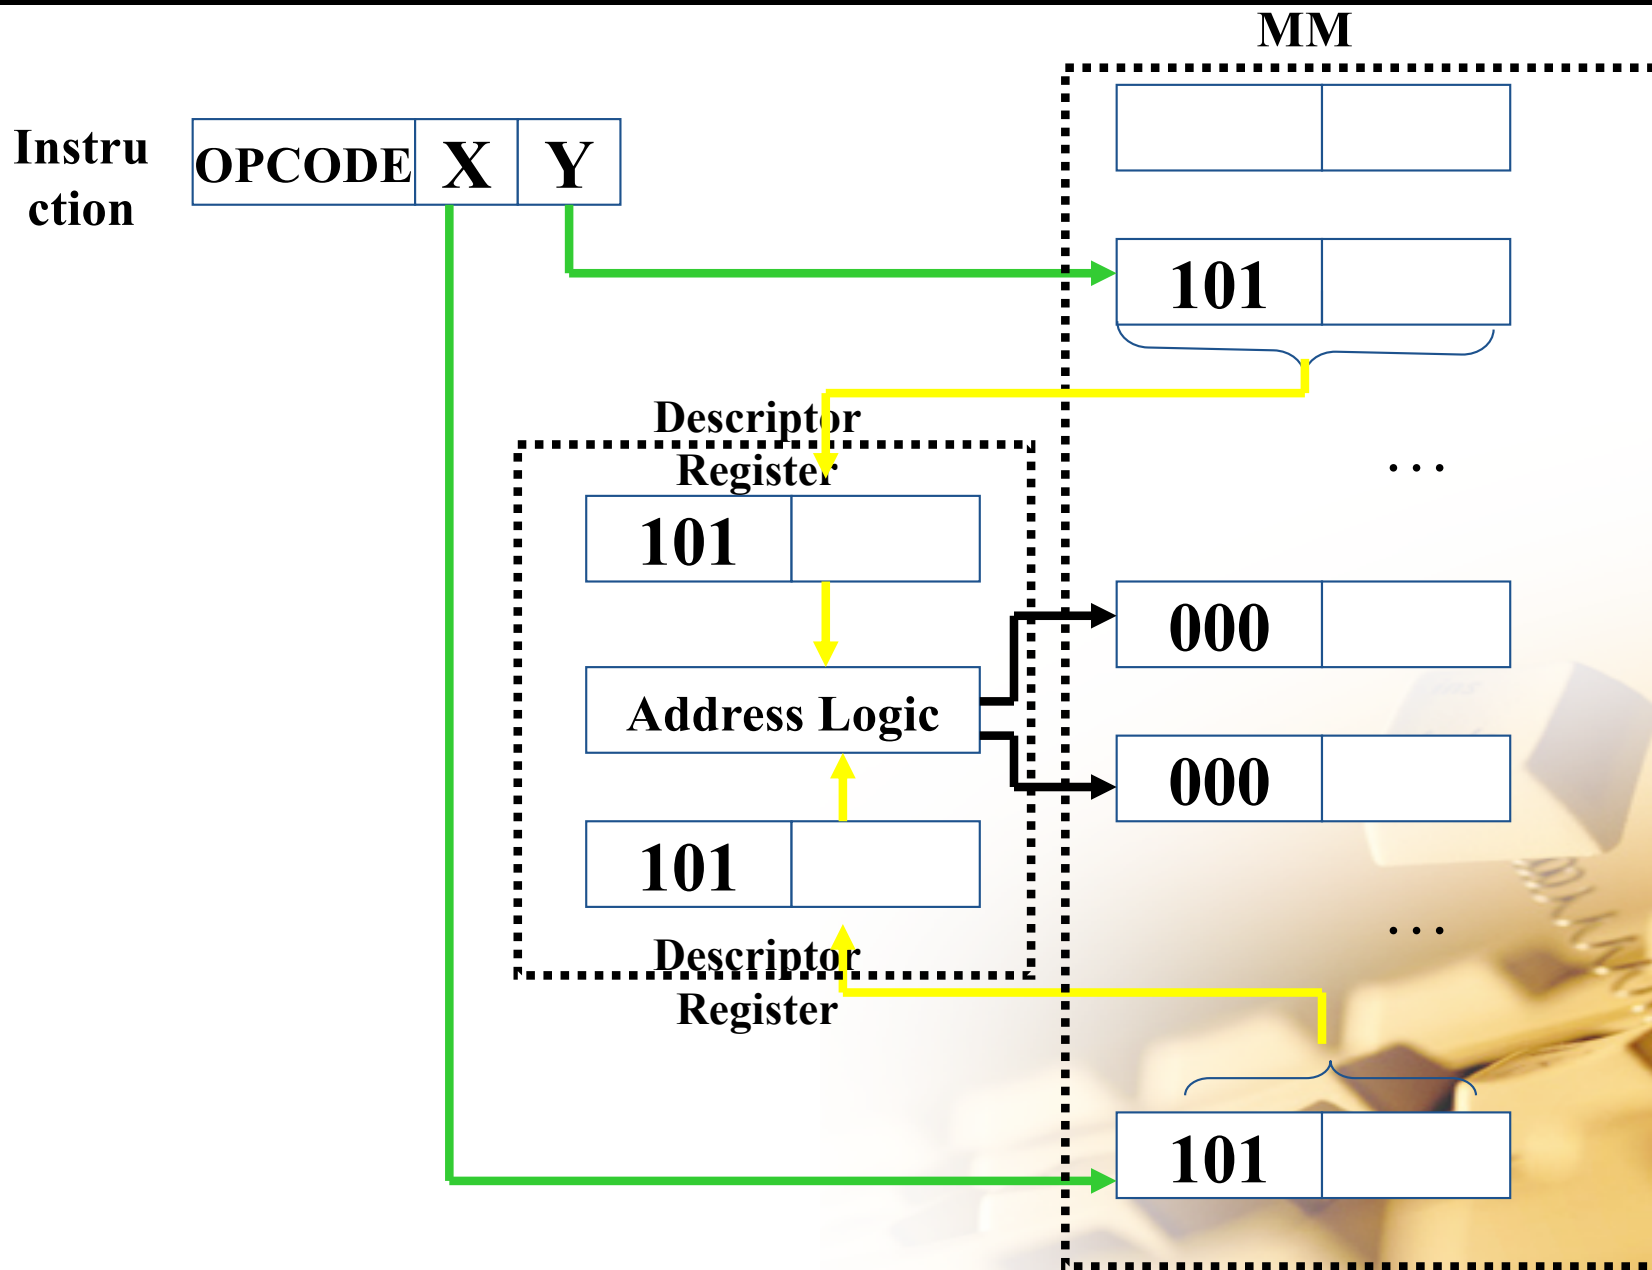 MM
Instru
ction
OPCODE X Y
101
Descriptor
Register
...
101
000
Address Logic
000
101
...
Descriptor
Register
101